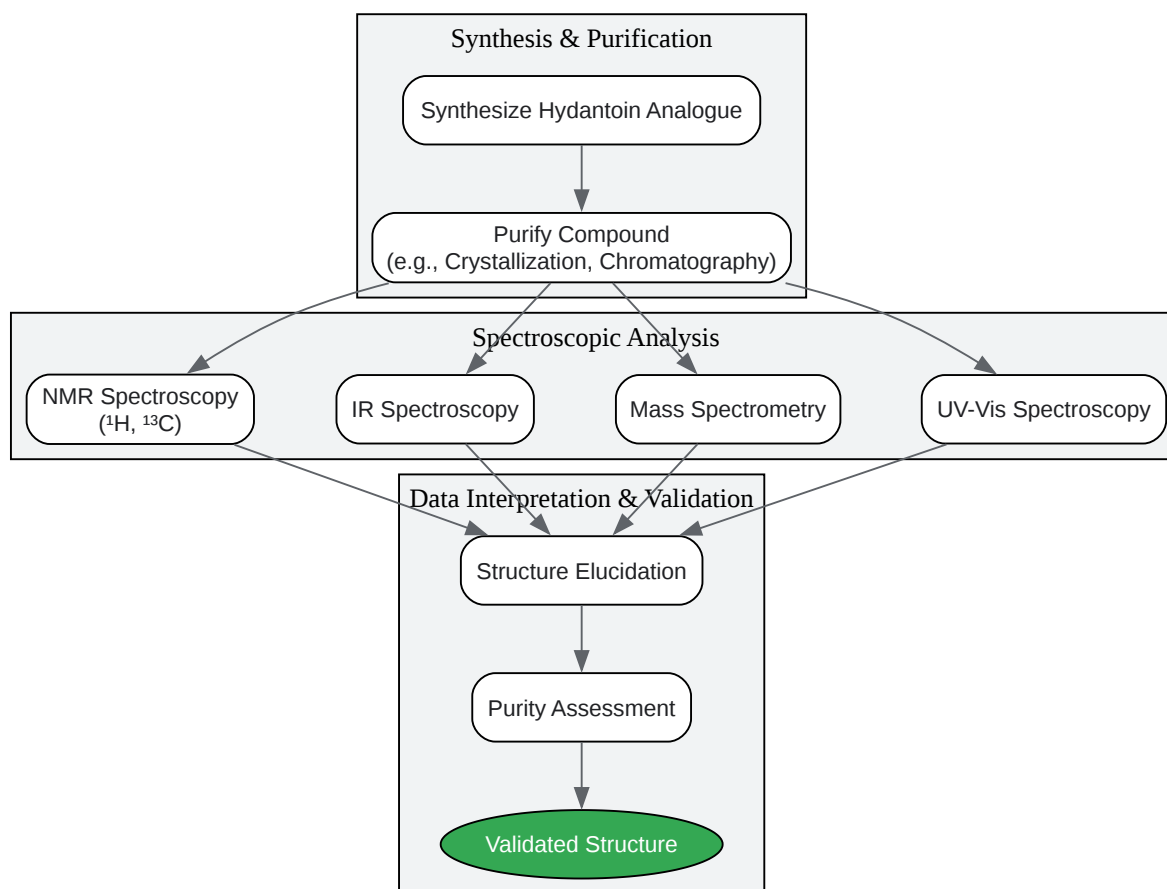 Synthesis & Purification
Synthesize Hydantoin Analogue
Purify Compound
(e.g., Crystallization, Chromatography)
Spectroscopic Analysis
NMR Spectroscopy
(¹H, ¹³C)
IR Spectroscopy
Mass Spectrometry
UV-Vis Spectroscopy
Data Interpretation & Validation
Structure Elucidation
Purity Assessment
Validated Structure